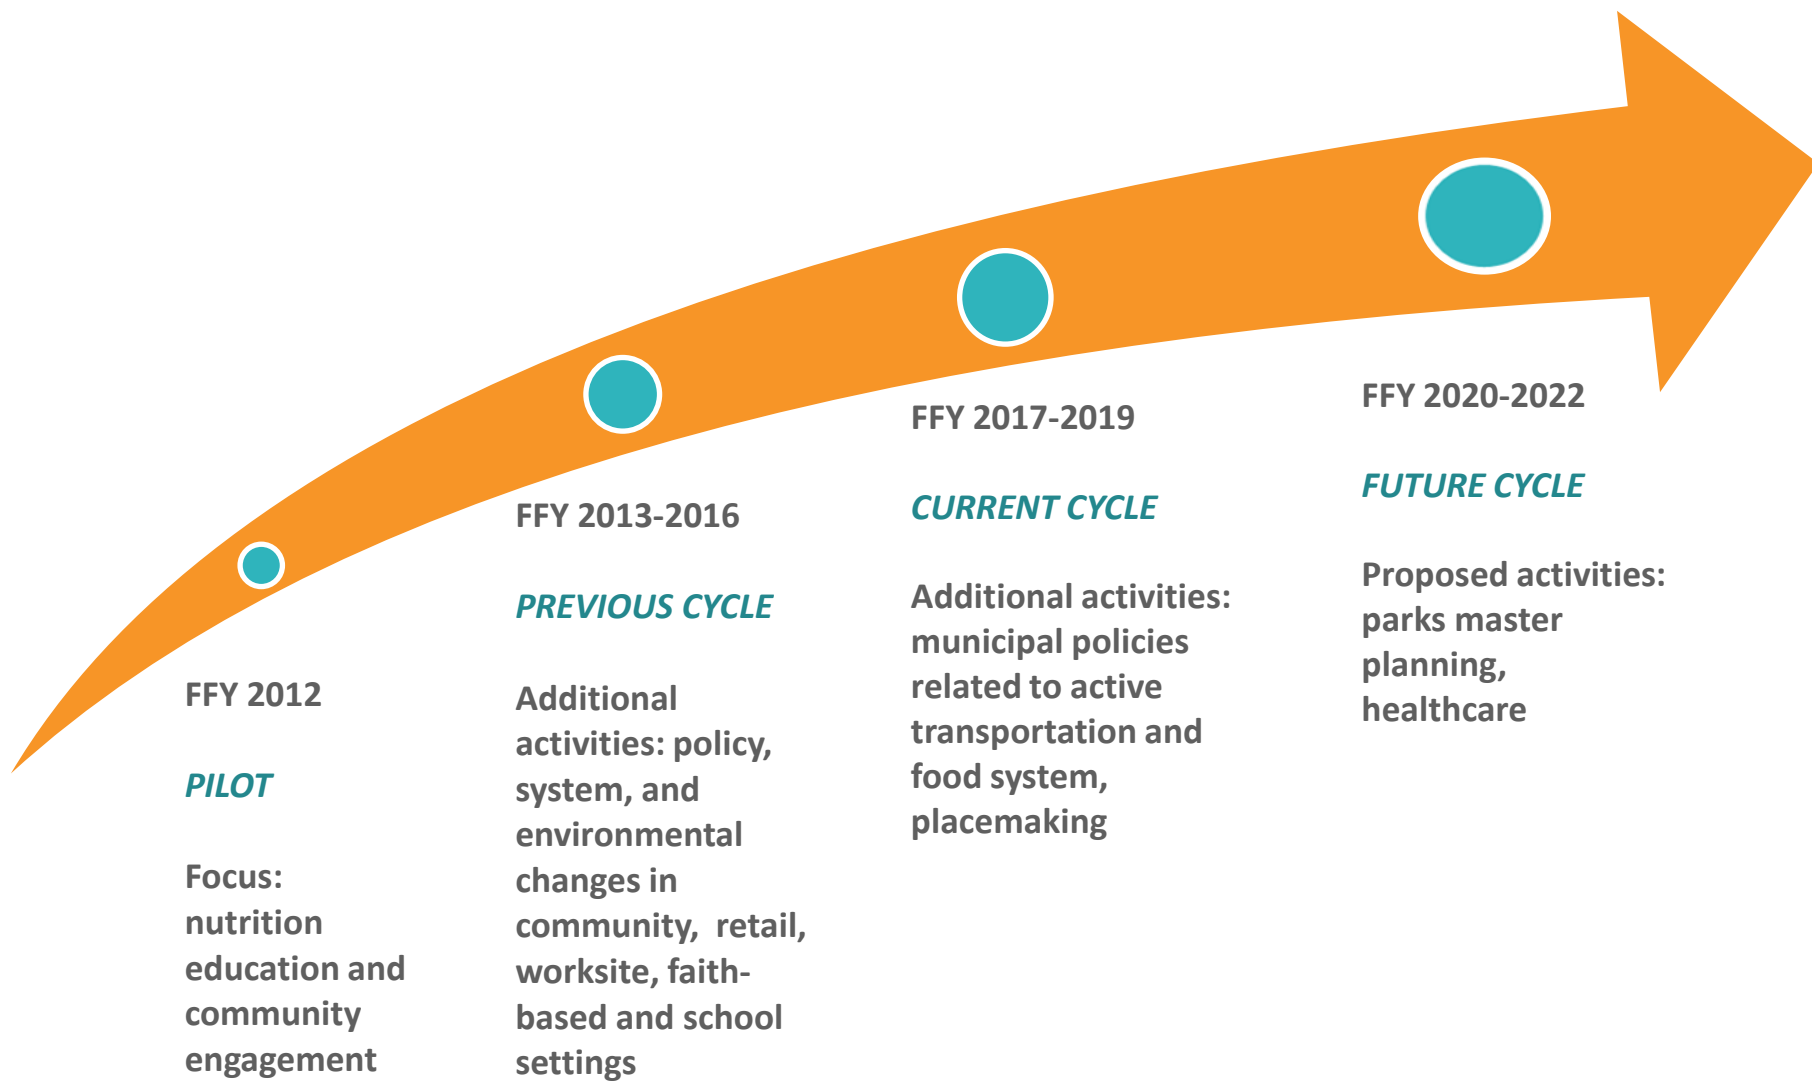 FFY 2012
PILOT
Focus:
nutrition
education and
community
engagement
FFY 2013-2016
PREVIOUS CYCLE
Additional
activities: policy,
system, and
environmental
changes in
community,  retail,
worksite, faith-
based and school
settings
FFY 2017-2019
CURRENT CYCLE
Additional activities:
municipal policies
related to active
transportation and
food system,
placemaking
FFY 2020-2022
FUTURE CYCLE
Proposed activities:
parks master
planning,
healthcare